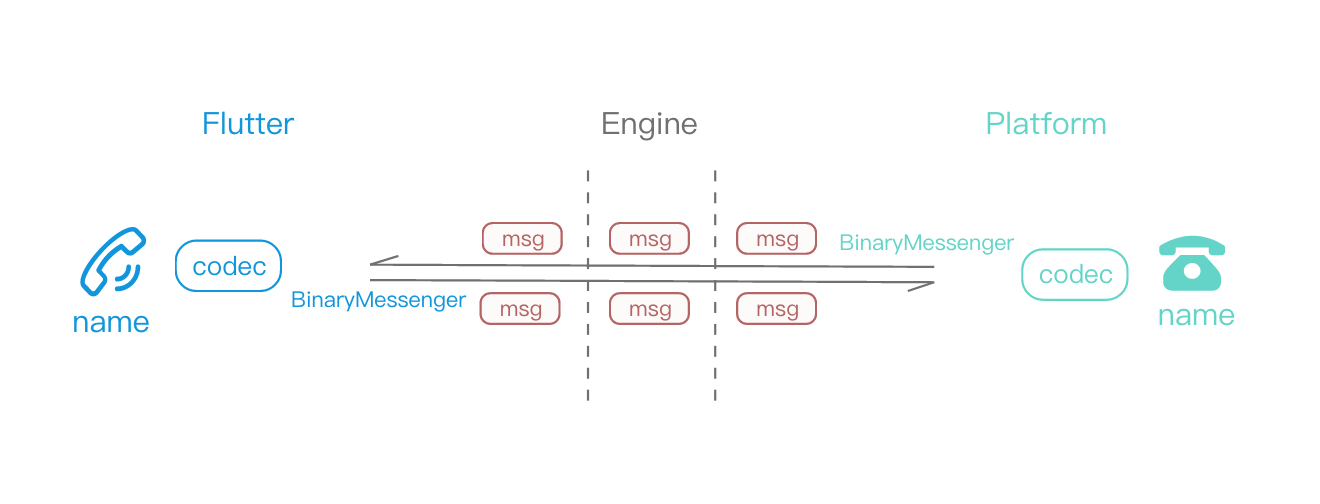 Flutter
Engine
Platform
msg
msg
msg
BinaryMessenger
codec
codec
BinaryMessenger
msg
msg
msg
name
name